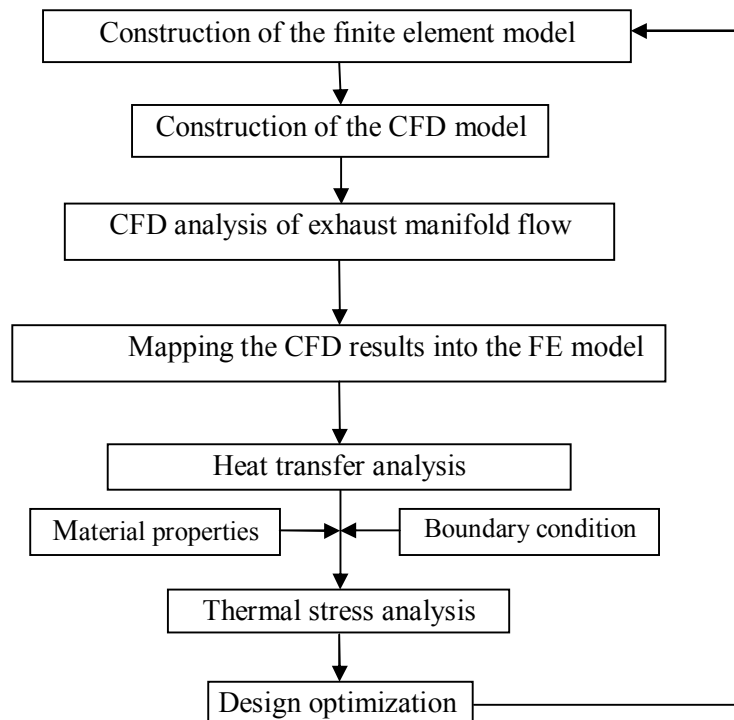 Construction of the finite element model
Construction of the CFD model
CFD analysis of exhaust manifold flow
Mapping the CFD results into the FE model
Heat transfer analysis
Material properties
Boundary condition
Thermal stress analysis
Design optimization